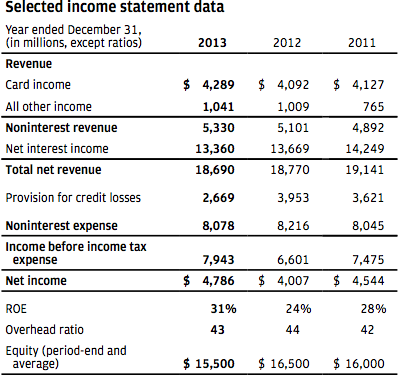 Selected income statement data
Year ended December 31,
(in millions, except ratios) 2013 2012 2011
Revenue
Card income $ 4,289 $ 4,092 $ 4,127
All other income 1,041 1,009 765
Noninterest revenue 5,330 5,101 4,892
Net interest income 13,360 13,669 14,249
Total net revenue 18,690 18,770 19,141
Provision for credit losses 2,669 3,953 3,621
Noninterest expense 8,078 8,216 8,045
Income before income tax
expense 7,943 6,601 7,475
Net income $ 4,786 $ 4,007 $ 4,544
ROE 31% 24% 28%
Overhead ratio 43 44 42
Equity (period-end and
average) $ 15,500 $ 16,500 $ 16,000